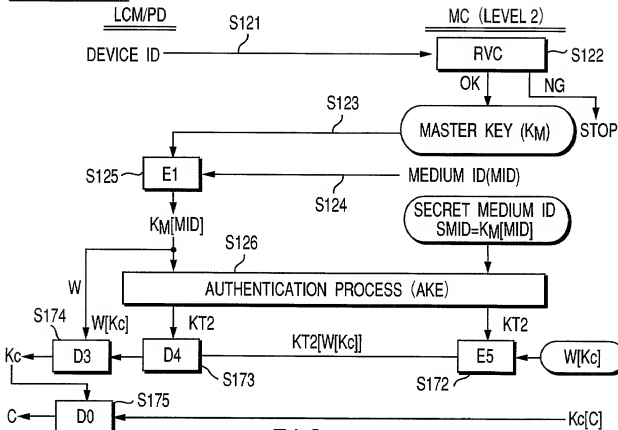 LCM/PD
MC (LEVEL 2)
S121
DEVICE ID
RVC
S122
OK
NG
S123
MASTER KEY (KM)
STOP
S125
E1
MEDIUM ID(MID)
S124
KM[MID]
SECRET MEDIUM ID
SMID=KM[MID]
S126
W
AUTHENTICATION PROCESS (AKE)
S174
W[Kc]
KT2
KT2[W[Kc]]
KT2
Kc
D3
D4
E5
W[Kc]
S173
S172
S175
C
D0
Kc[C]